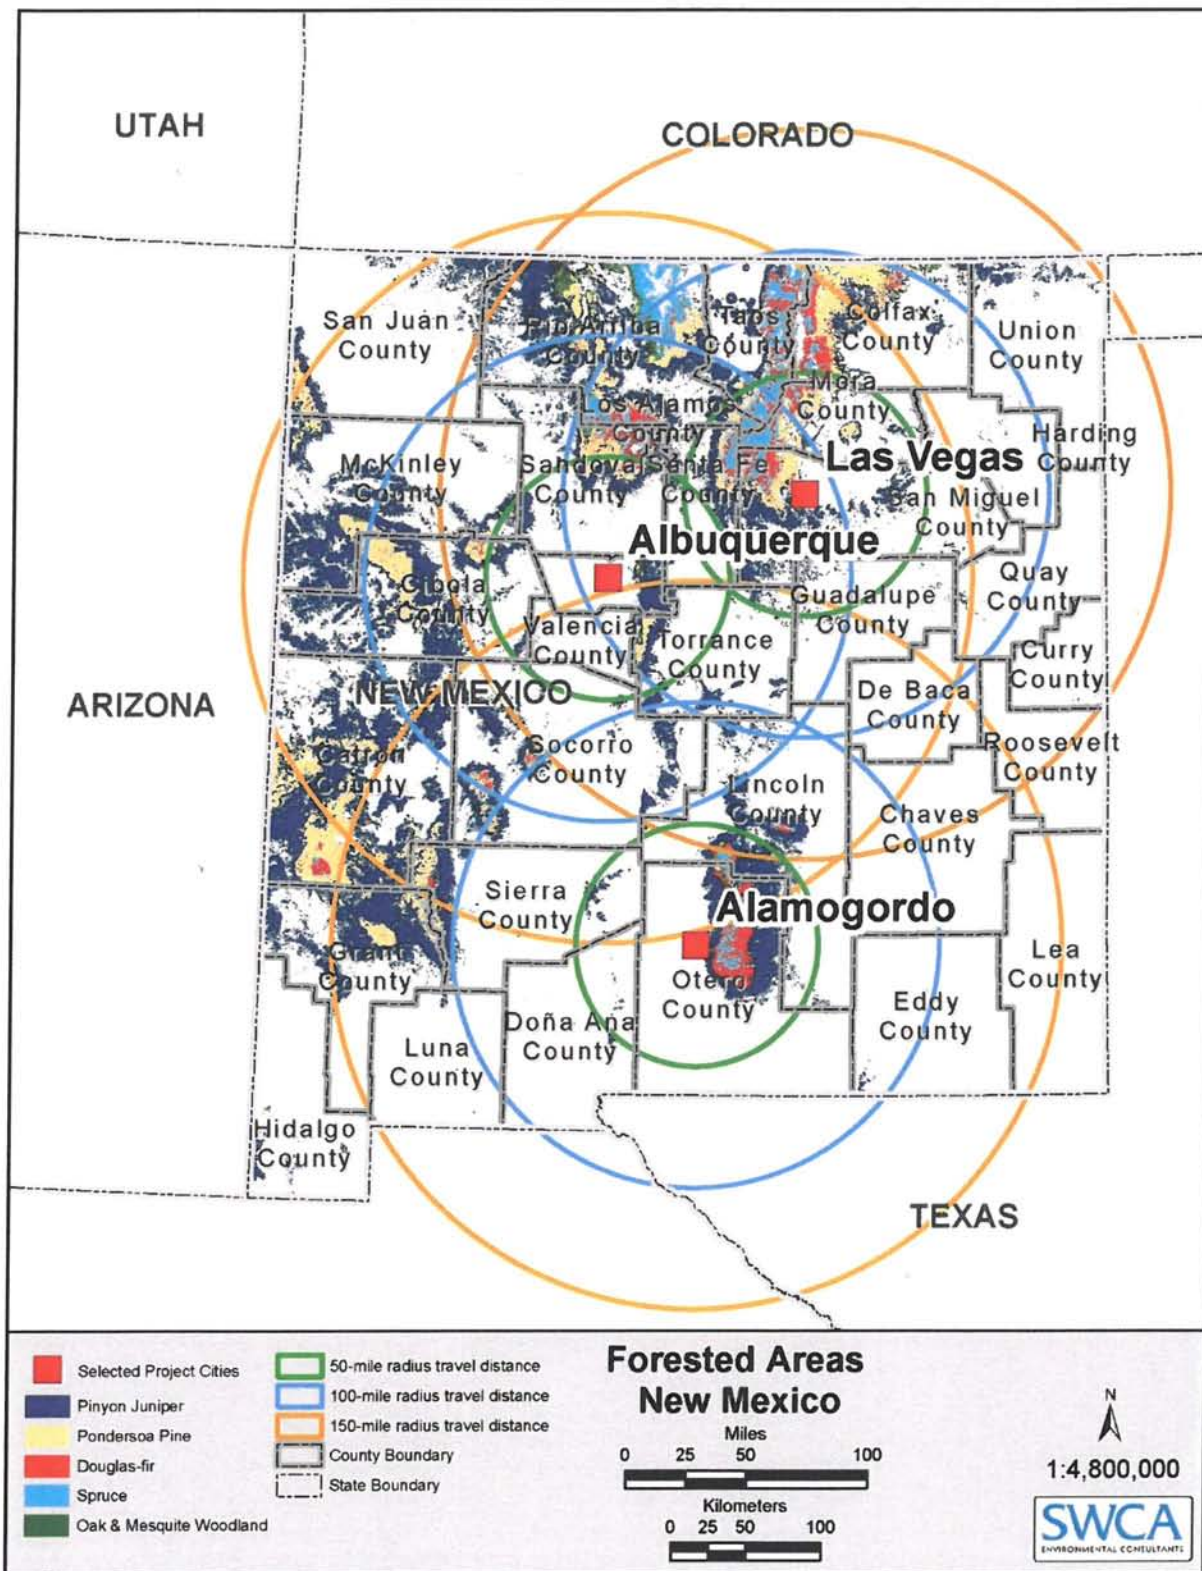 UTAH
COLORADO
San Juan
County
Rio Arriba
County
Taos
County
Colfax
County
Union
County
Mora
County
Los Alamos
County
Harding
County
McKinley
County
Sandoval
County
Santa Fe
County
Las Vegas
San Miguel
County
Albuquerque
Cibola
County
Quay
County
Guadalupe
County
Valencia
County
Torrance
County
Curry
County
ARIZONA
NEW MEXICO
De Baca
County
Socorro
County
Roosevelt
County
Catron
County
Lincoln
County
Chaves
County
Sierra
County
Alamogordo
Grant
County
Otero
County
Lea
County
Eddy
County
Doña Ana
County
Luna
County
Hidalgo
County
TEXAS
Selected Project Cities
Pinyon Juniper
Pondersoa Pine
Douglas-fir
Spruce
Oak & Mesquite Woodland
50-mile radius travel distance
100-mile radius travel distance
150-mile radius travel distance
County Boundary
State Boundary
Forested Areas
New Mexico
Miles
0 25 50 100
Kilometers
0 25 50 100
N
1:4,800,000
SWCA
ENVIRONMENTAL CONSULTANTS